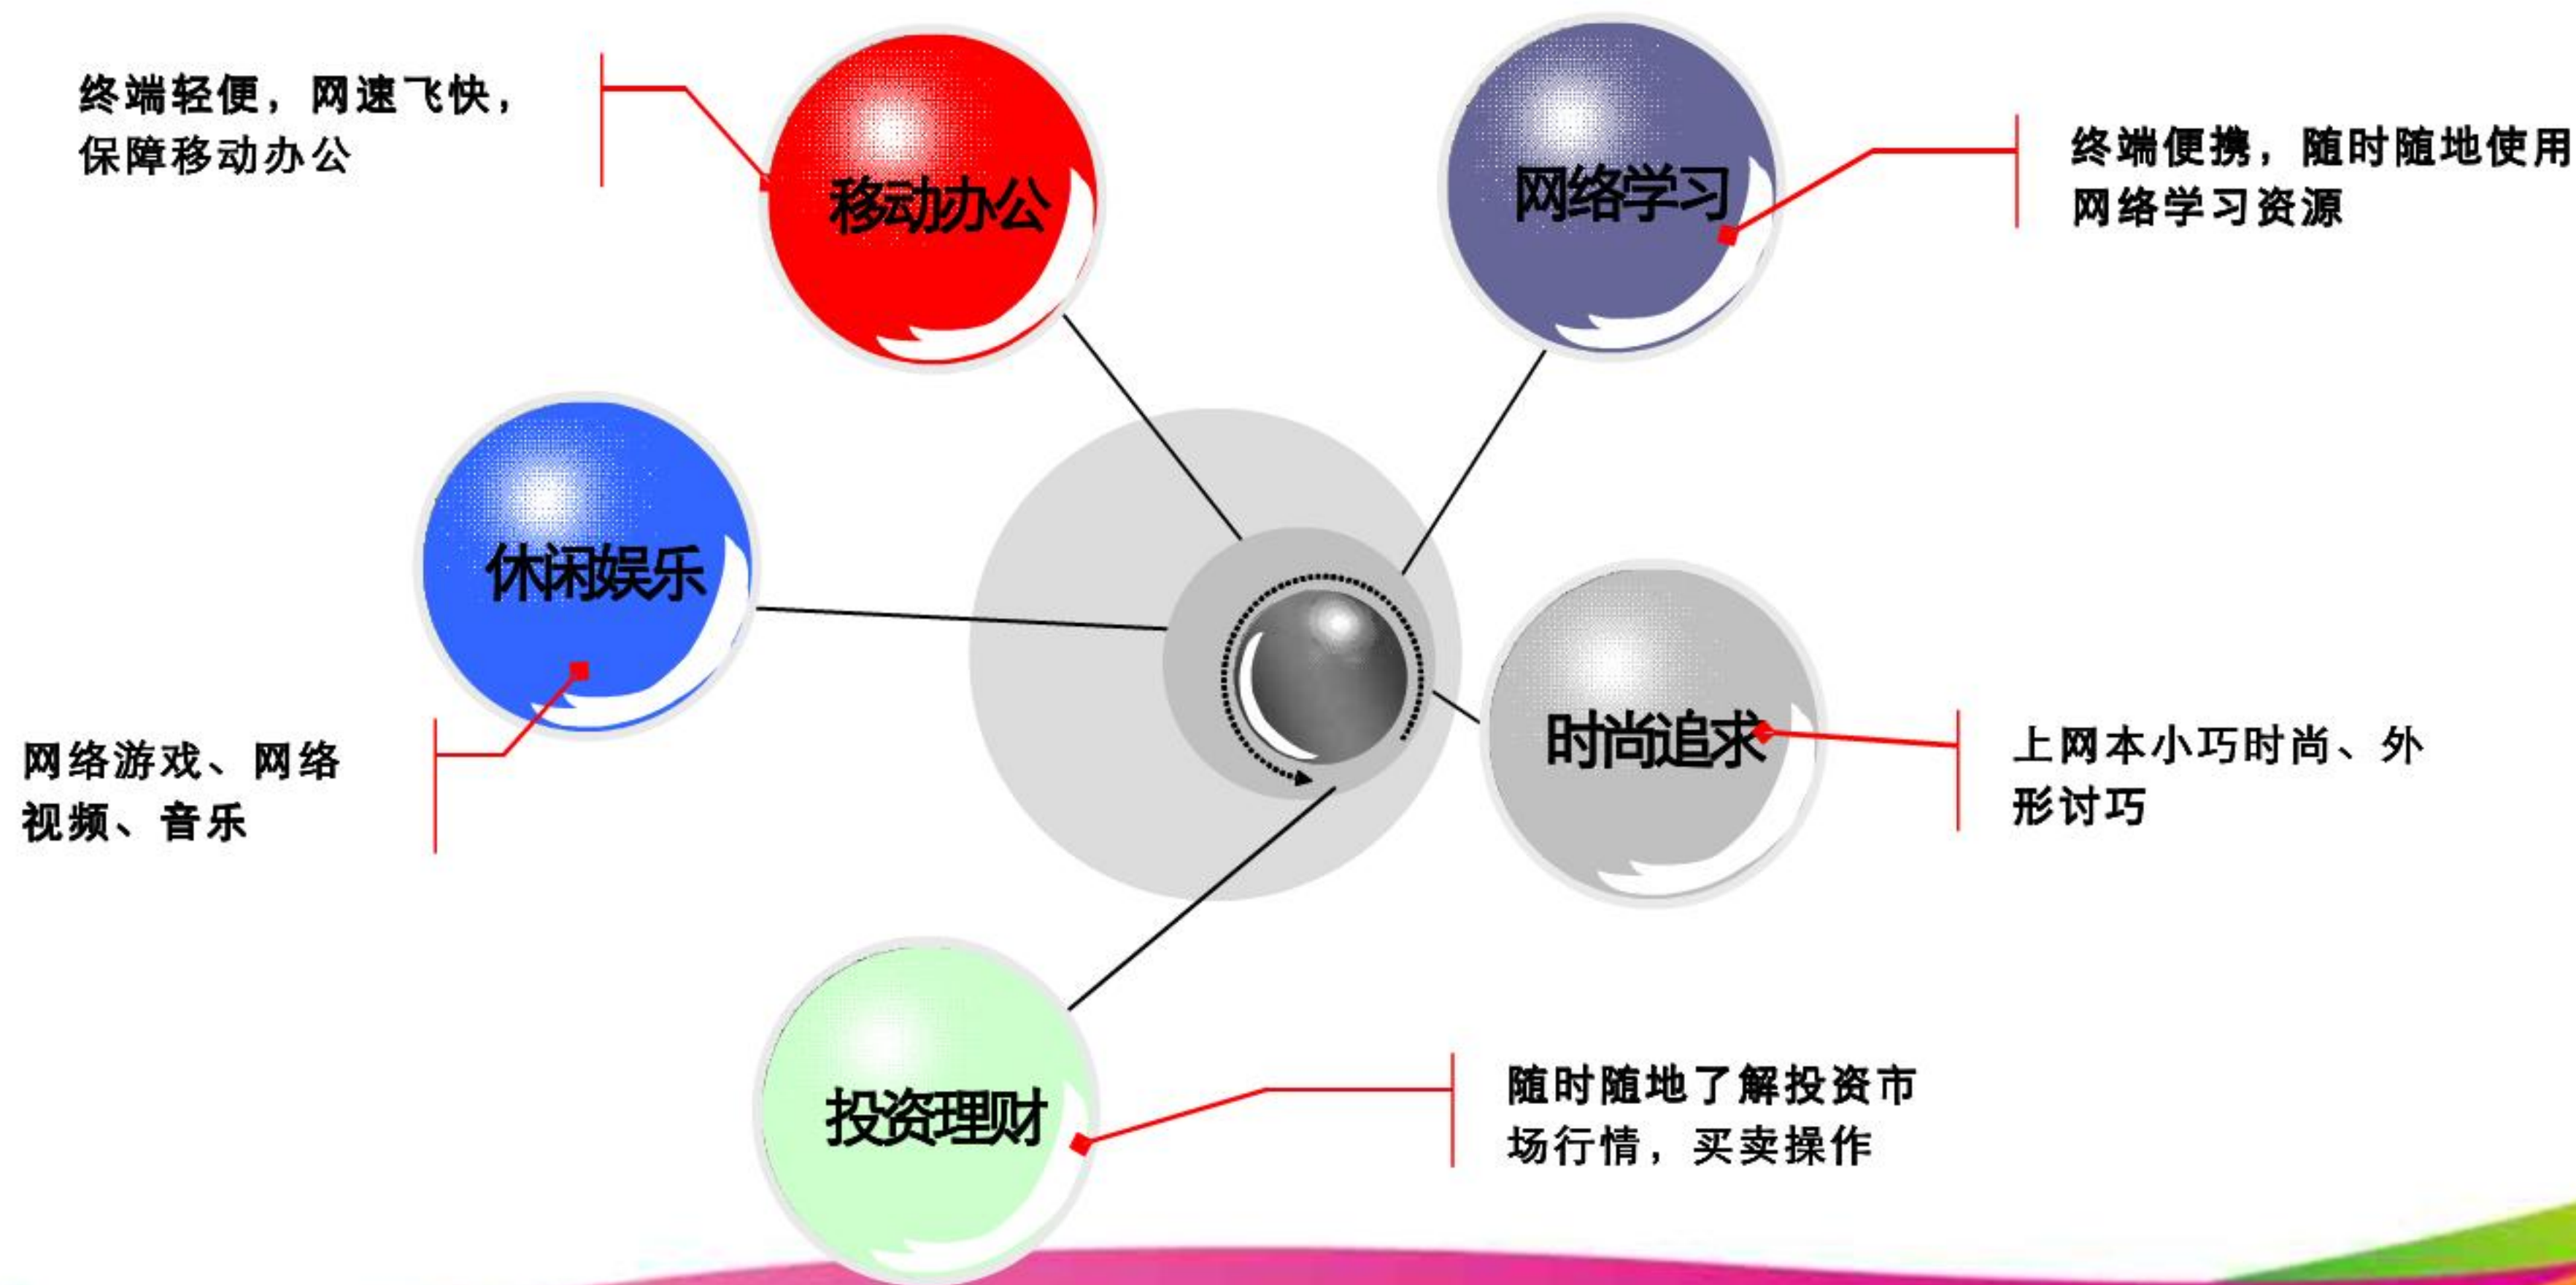 终端轻便，网速飞快，
保障移动办公
移动办公
网络学习
终端便携，随时随地使用
网络学习资源
休闲娱乐
网络游戏、网络
视频、音乐
时尚追求
上网本小巧时尚、外
形讨巧
投资理财
随时随地了解投资市
场行情，买卖操作